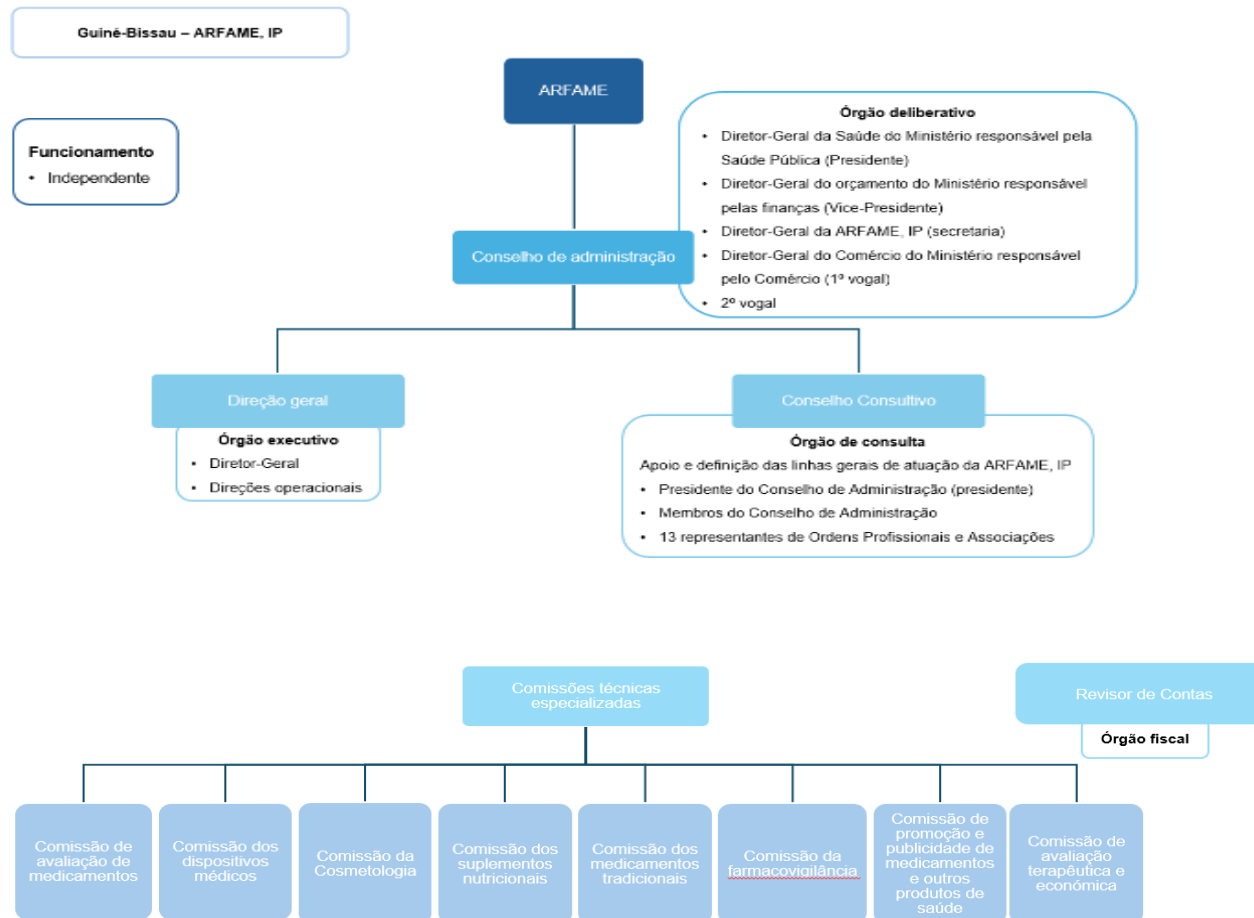 Guiné-Bissau – ARFAME, IP
ARFAME
Funcionamento
• Independente
Órgão deliberativo
• Diretor-Geral da Saúde do Ministério responsável pela
Saúde Pública (Presidente)
• Diretor-Geral do orçamento do Ministério responsável
pelas finanças (Vice-Presidente)
• Diretor-Geral da ARFAME, IP (secretaria)
• Diretor-Geral do Comércio do Ministério responsável
pelo Comércio (1º vogal)
• 2º vogal
Conselho de administração
Direção geral
Órgão executivo
• Diretor-Geral
• Direções operacionais
Conselho Consultivo
Órgão de consulta
Apoio e definição das linhas gerais de atuação da ARFAME, IP
• Presidente do Conselho de Administração (presidente)
• Membros do Conselho de Administração
• 13 representantes de Ordens Profissionais e Associações
Comissões técnicas
especializadas
Revisor de Contas
Órgão fiscal
Comissão de
avaliação de
medicamentos
Comissão dos
dispositivos
médicos
Comissão da
Cosmetologia
Comissão dos
suplementos
nutricionais
Comissão dos
medicamentos
tradicionais
Comissão da
farmacovigilância
Comissão de
promoção e
publicidade de
medicamentos
e outros
produtos de
saúde
Comissão de
avaliação
terapêutica e
económica